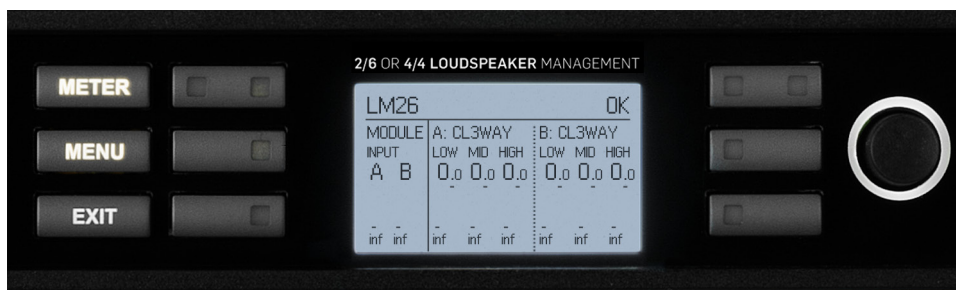 2/6 OR 4/4 LOUDSPEAKER MANAGEMENT
METER
MENU
EXIT
LM26 OK
MODULE A: CL3WAY B: CL3WAY
INPUT LOW MID HIGH LOW MID HIGH
A B 0.0 0.0 0.0 0.0 0.0 0.0
- - - - - -
- - - - - - - -
inf inf inf inf inf inf inf inf